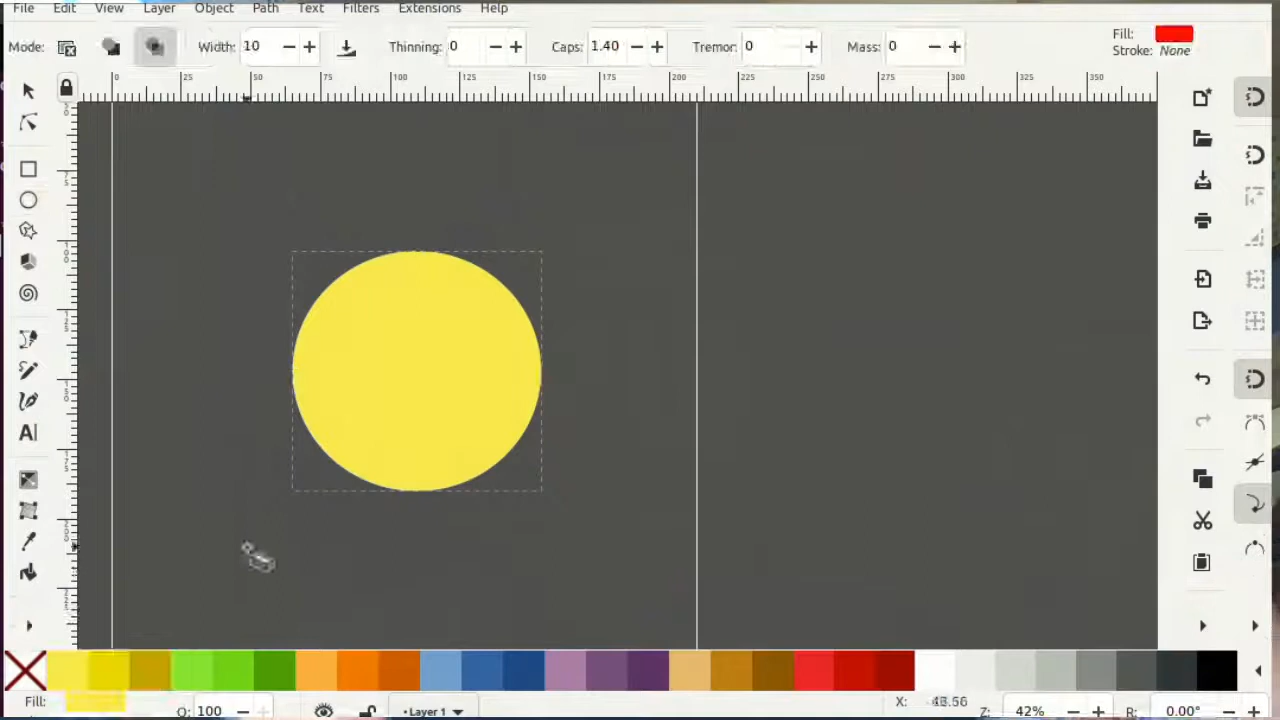 File Edit View Layer Object Path Filters Text Extensions Help
Mode: Width: 10 Thinning: 0 Caps: 1.40 Tremor: 0 Mass: 0
Fill:
Stroke: None
0 25 50 75 100 125 150 175 200 225 250 275 300 325 350
Fill: O: 100 Layer 1 X: Z: 42% R: 0.00°